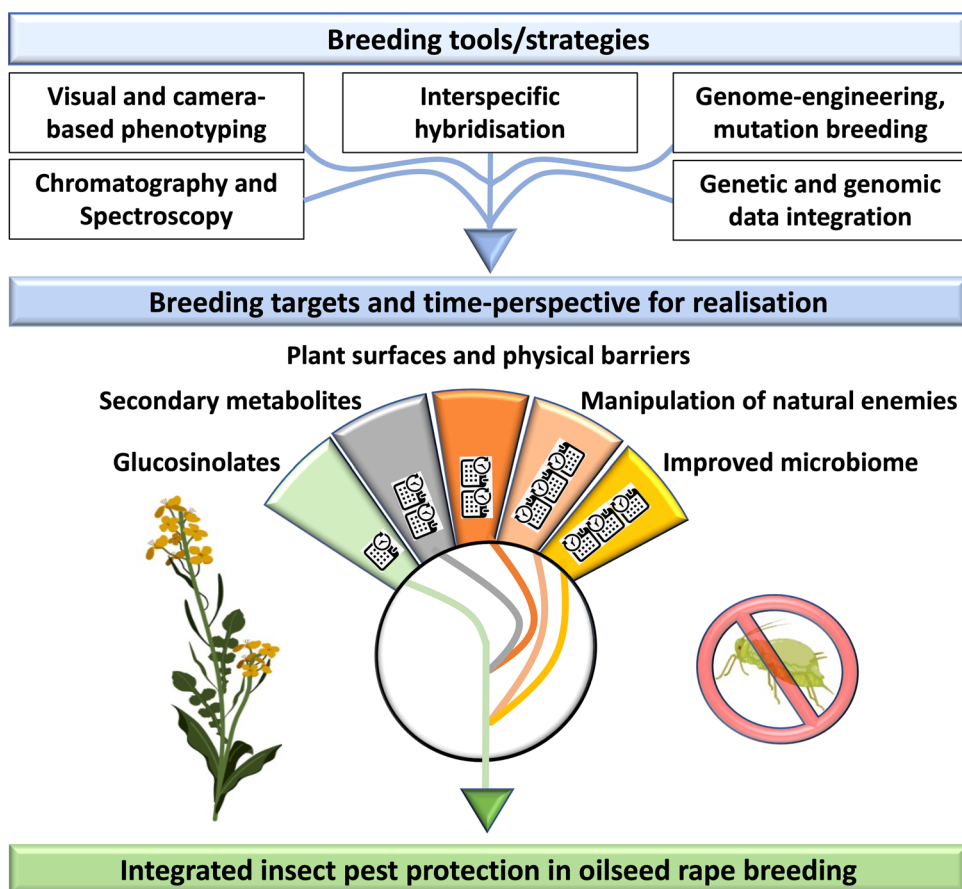 Breeding tools/strategies
Visual and camera-
based phenotyping
Interspecific
hybridisation
Genome-engineering,
mutation breeding
Chromatography and
Spectroscopy
Genetic and genomic
data integration
Breeding targets and time-perspective for realisation
Plant surfaces and physical barriers
Secondary metabolites
Manipulation of natural enemies
Glucosinolates
Improved microbiome
Integrated insect pest protection in oilseed rape breeding